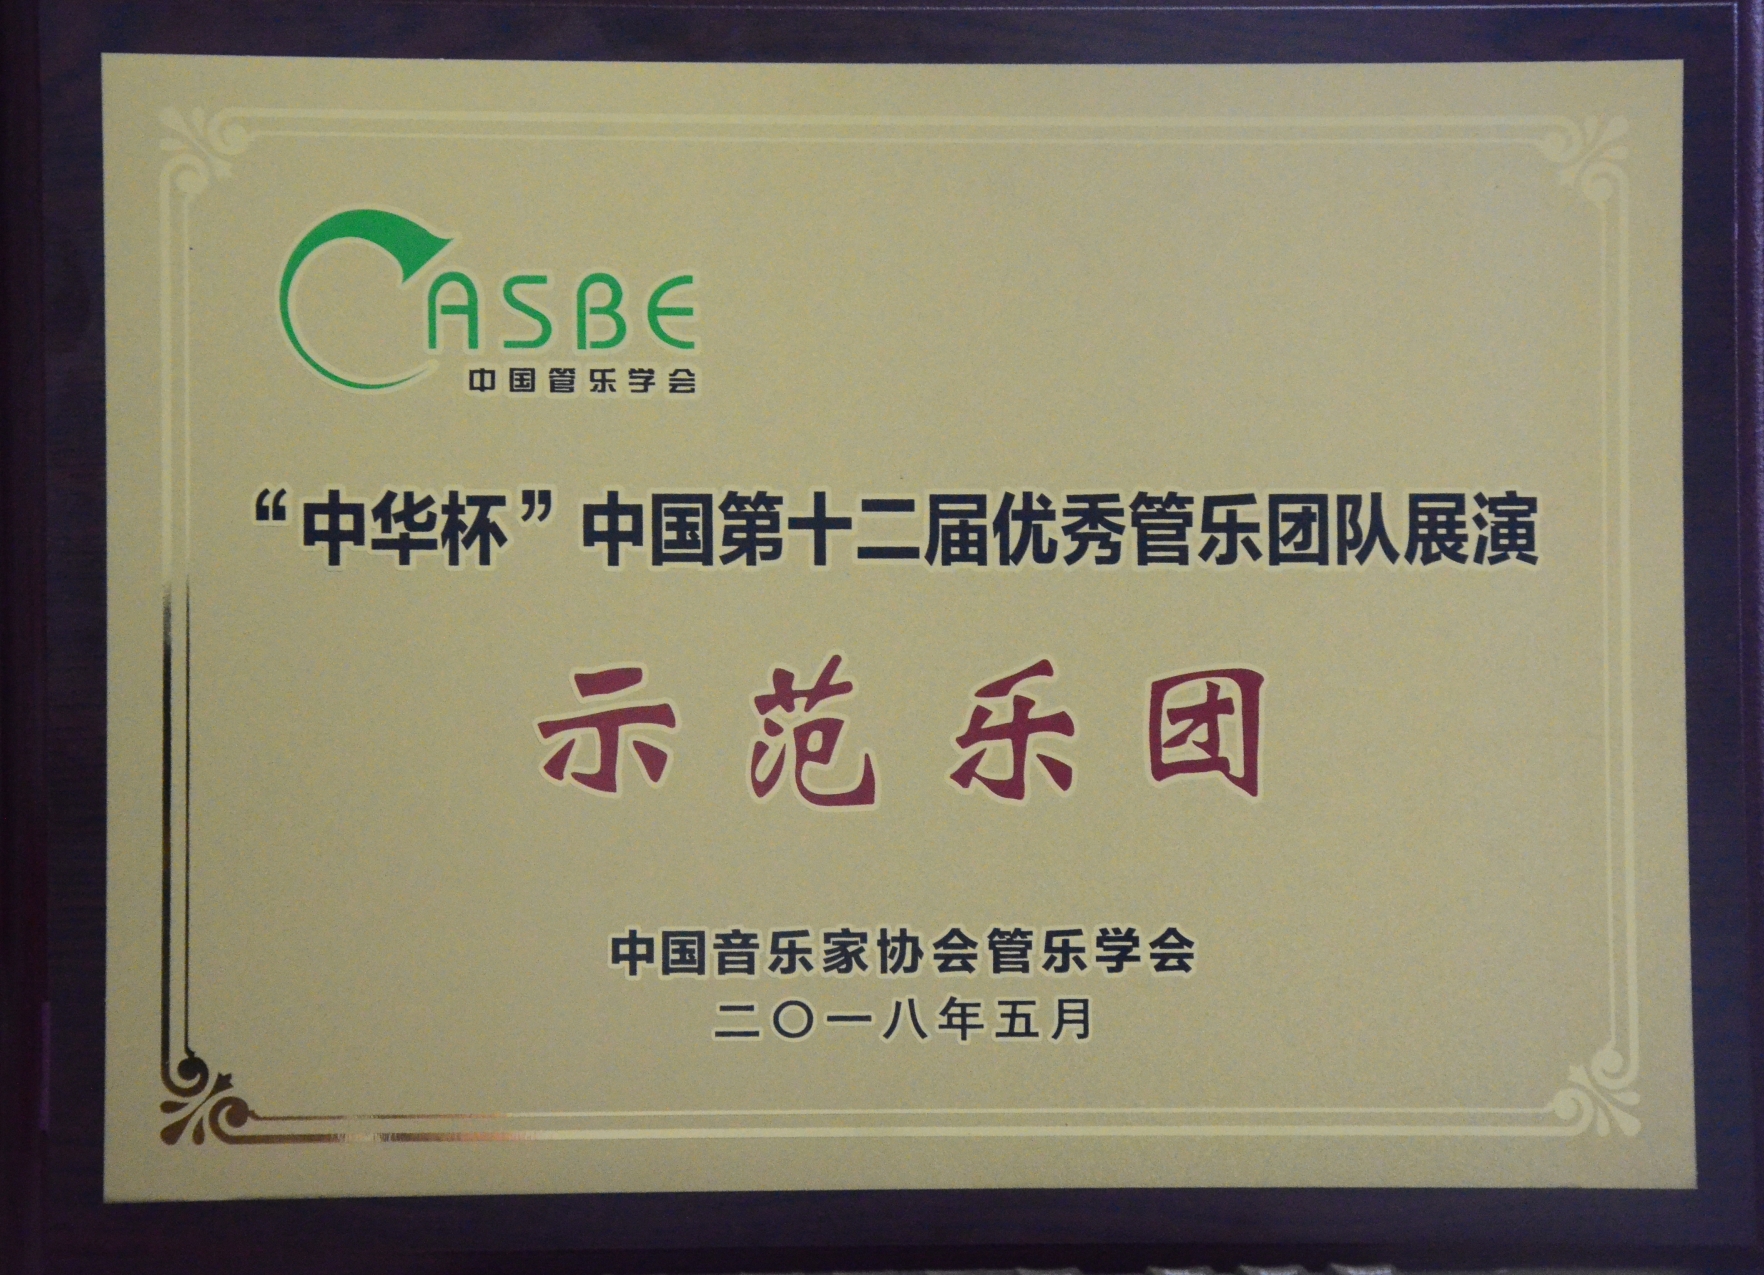 CASBE
中国管乐学会
“中华杯”中国第十二届优秀管乐团队展演
示范乐团
中国音乐家协会管乐学会
二〇一八年五月